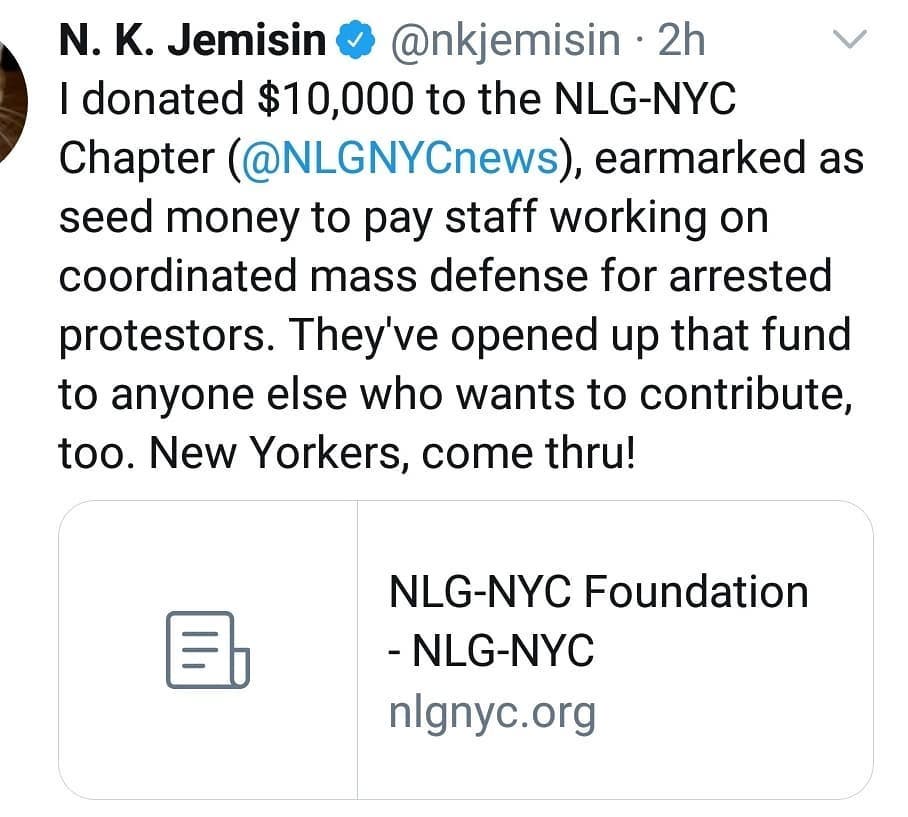 N. K. Jemisin @nkjemisin · 2h
I donated $10,000 to the NLG-NYC
Chapter (@NLGNYCnews), earmarked as
seed money to pay staff working on
coordinated mass defense for arrested
protestors. They've opened up that fund
to anyone else who wants to contribute,
too. New Yorkers, come thru!
NLG-NYC Foundation
- NLG-NYC
nlgnyc.org